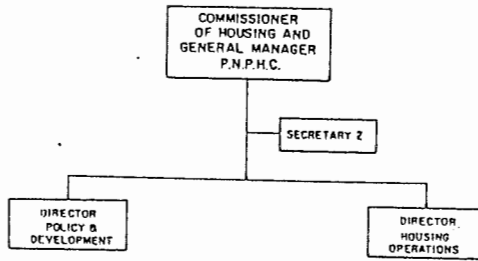 COMMISSIONER
OF HOUSING AND
GENERAL MANAGER
P.N.P.H.C.
SECRETARY 2
DIRECTOR
POLICY &
DEVELOPMENT
DIRECTOR
HOUSING
OPERATIONS